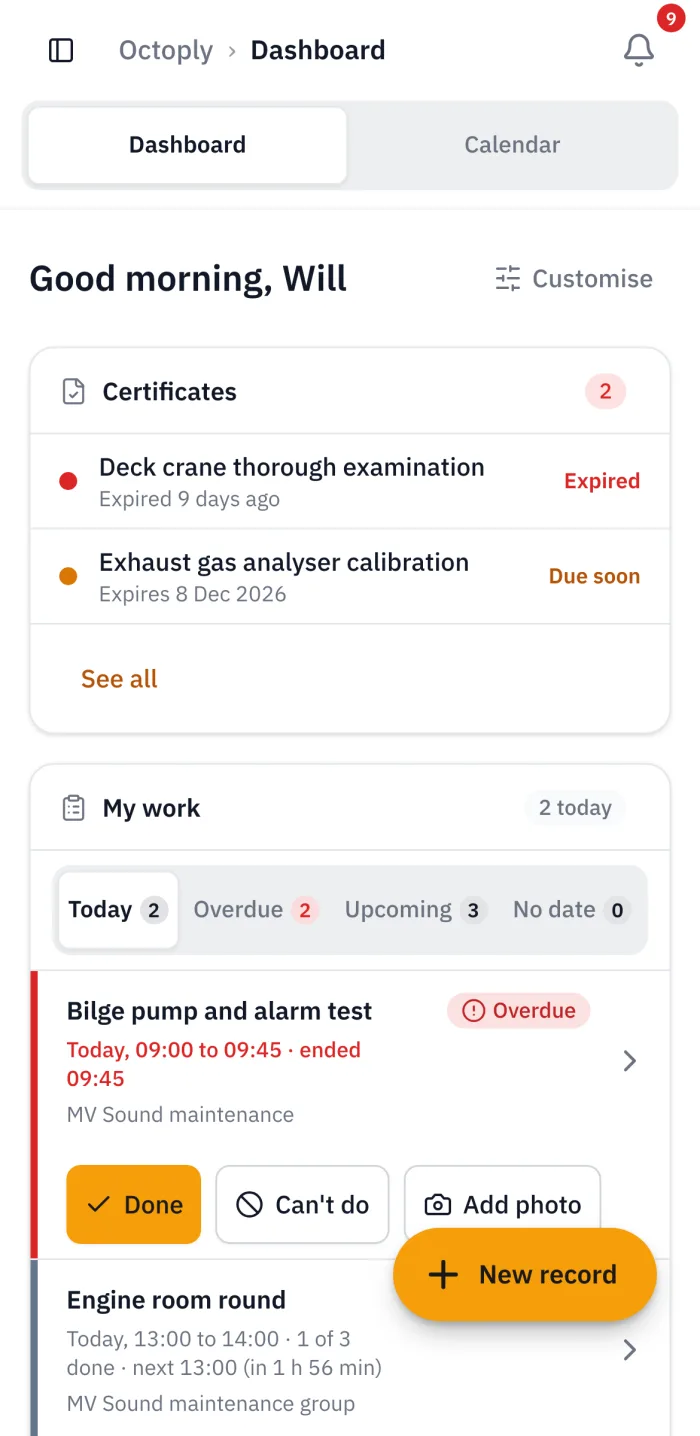 9
Octoply › Dashboard
Dashboard
Calendar
Good morning, Will
Customise
Certificates
2
Deck crane thorough examination
Expired 9 days ago
Expired
Exhaust gas analyser calibration
Expires 8 Dec 2026
Due soon
See all
My work
2 today
Today 2
Overdue 2
Upcoming 3
No date 0
Bilge pump and alarm test
Overdue
Today, 09:00 to 09:45 · ended
09:45
MV Sound maintenance
Done
Can't do
Add photo
New record
Engine room round
Today, 13:00 to 14:00 · 1 of 3
done · next 13:00 (in 1 h 56 min)
MV Sound maintenance group